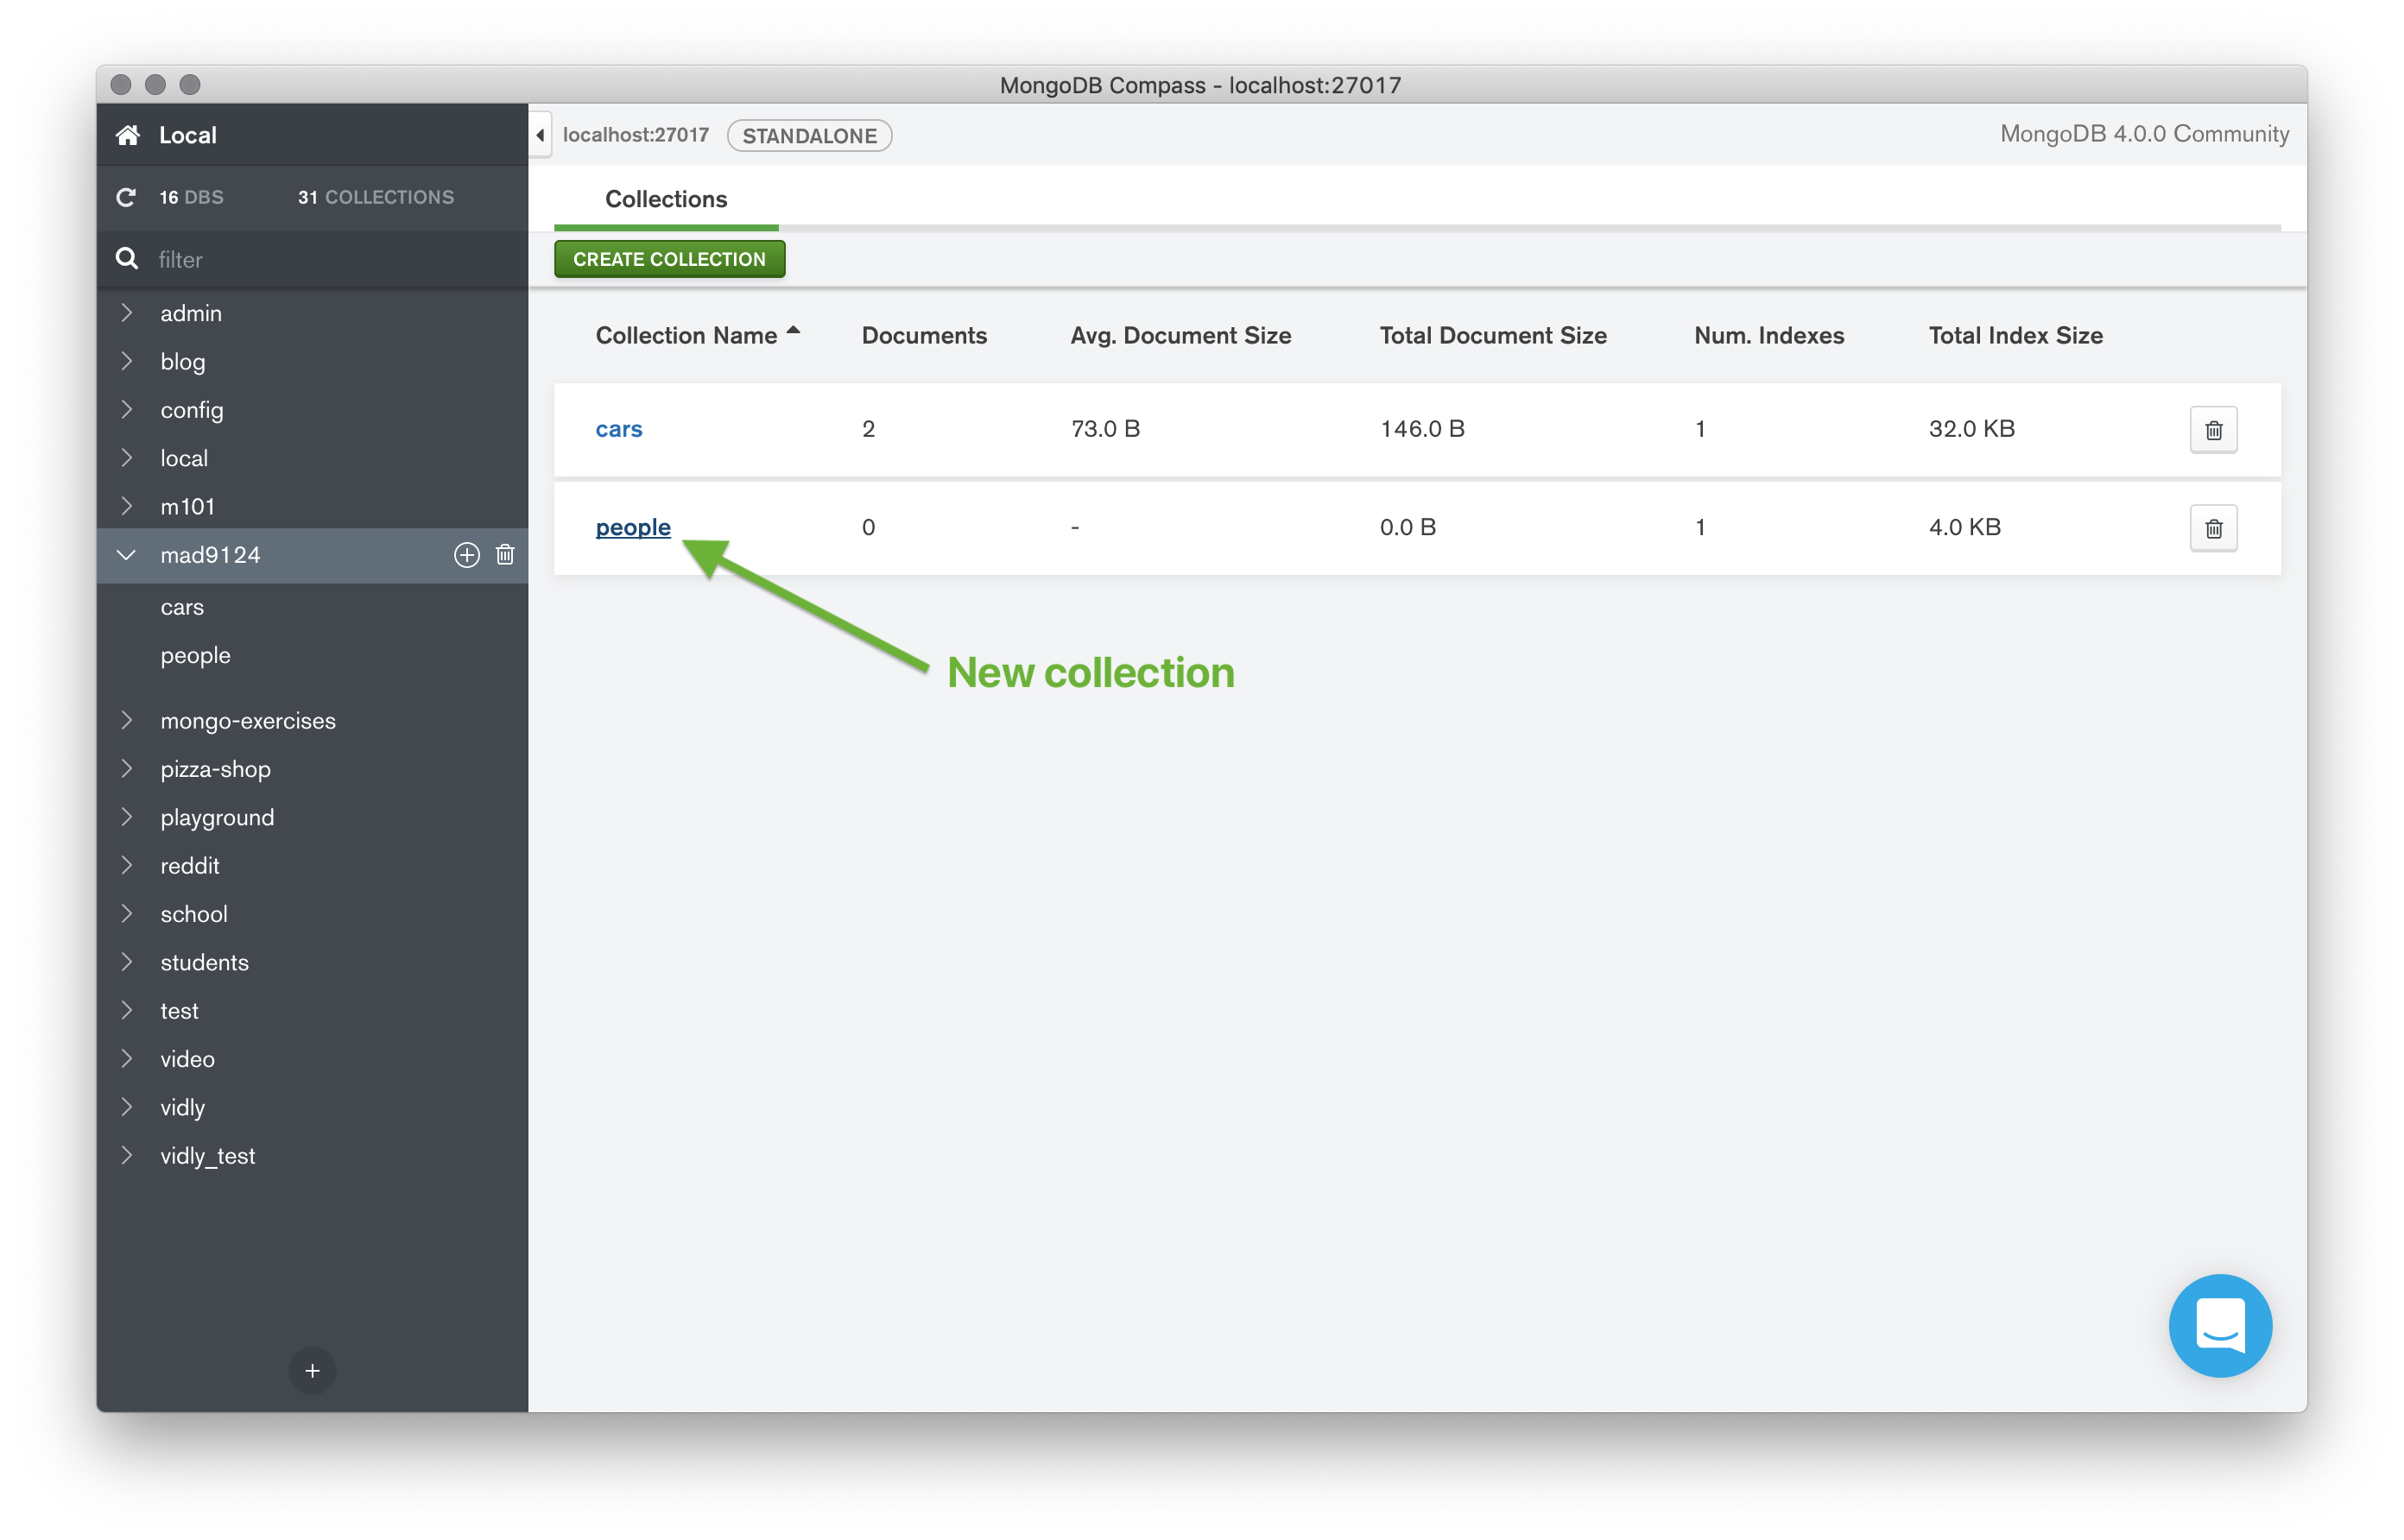 MongoDB Compass - localhost:27017
Local
localhost:27017 STANDALONE
MongoDB 4.0.0 Community
16 DBS 31 COLLECTIONS
filter
admin
blog
config
local
m101
mad9124
cars
people
mongo-exercises
pizza-shop
playground
reddit
school
students
test
video
vidly
vidly_test
+
Collections
CREATE COLLECTION
Collection Name Documents Avg. Document Size Total Document Size Num. Indexes Total Index Size
cars 2 73.0 B 146.0 B 1 32.0 KB
people 0 - 0.0 B 1 4.0 KB
New collection